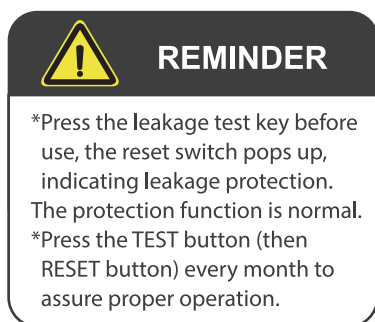 REMINDER
*Press the leakage test key before
use, the reset switch pops up,
indicating leakage protection.
The protection function is normal.
*Press the TEST button (then
RESET button) every month to
assure proper operation.